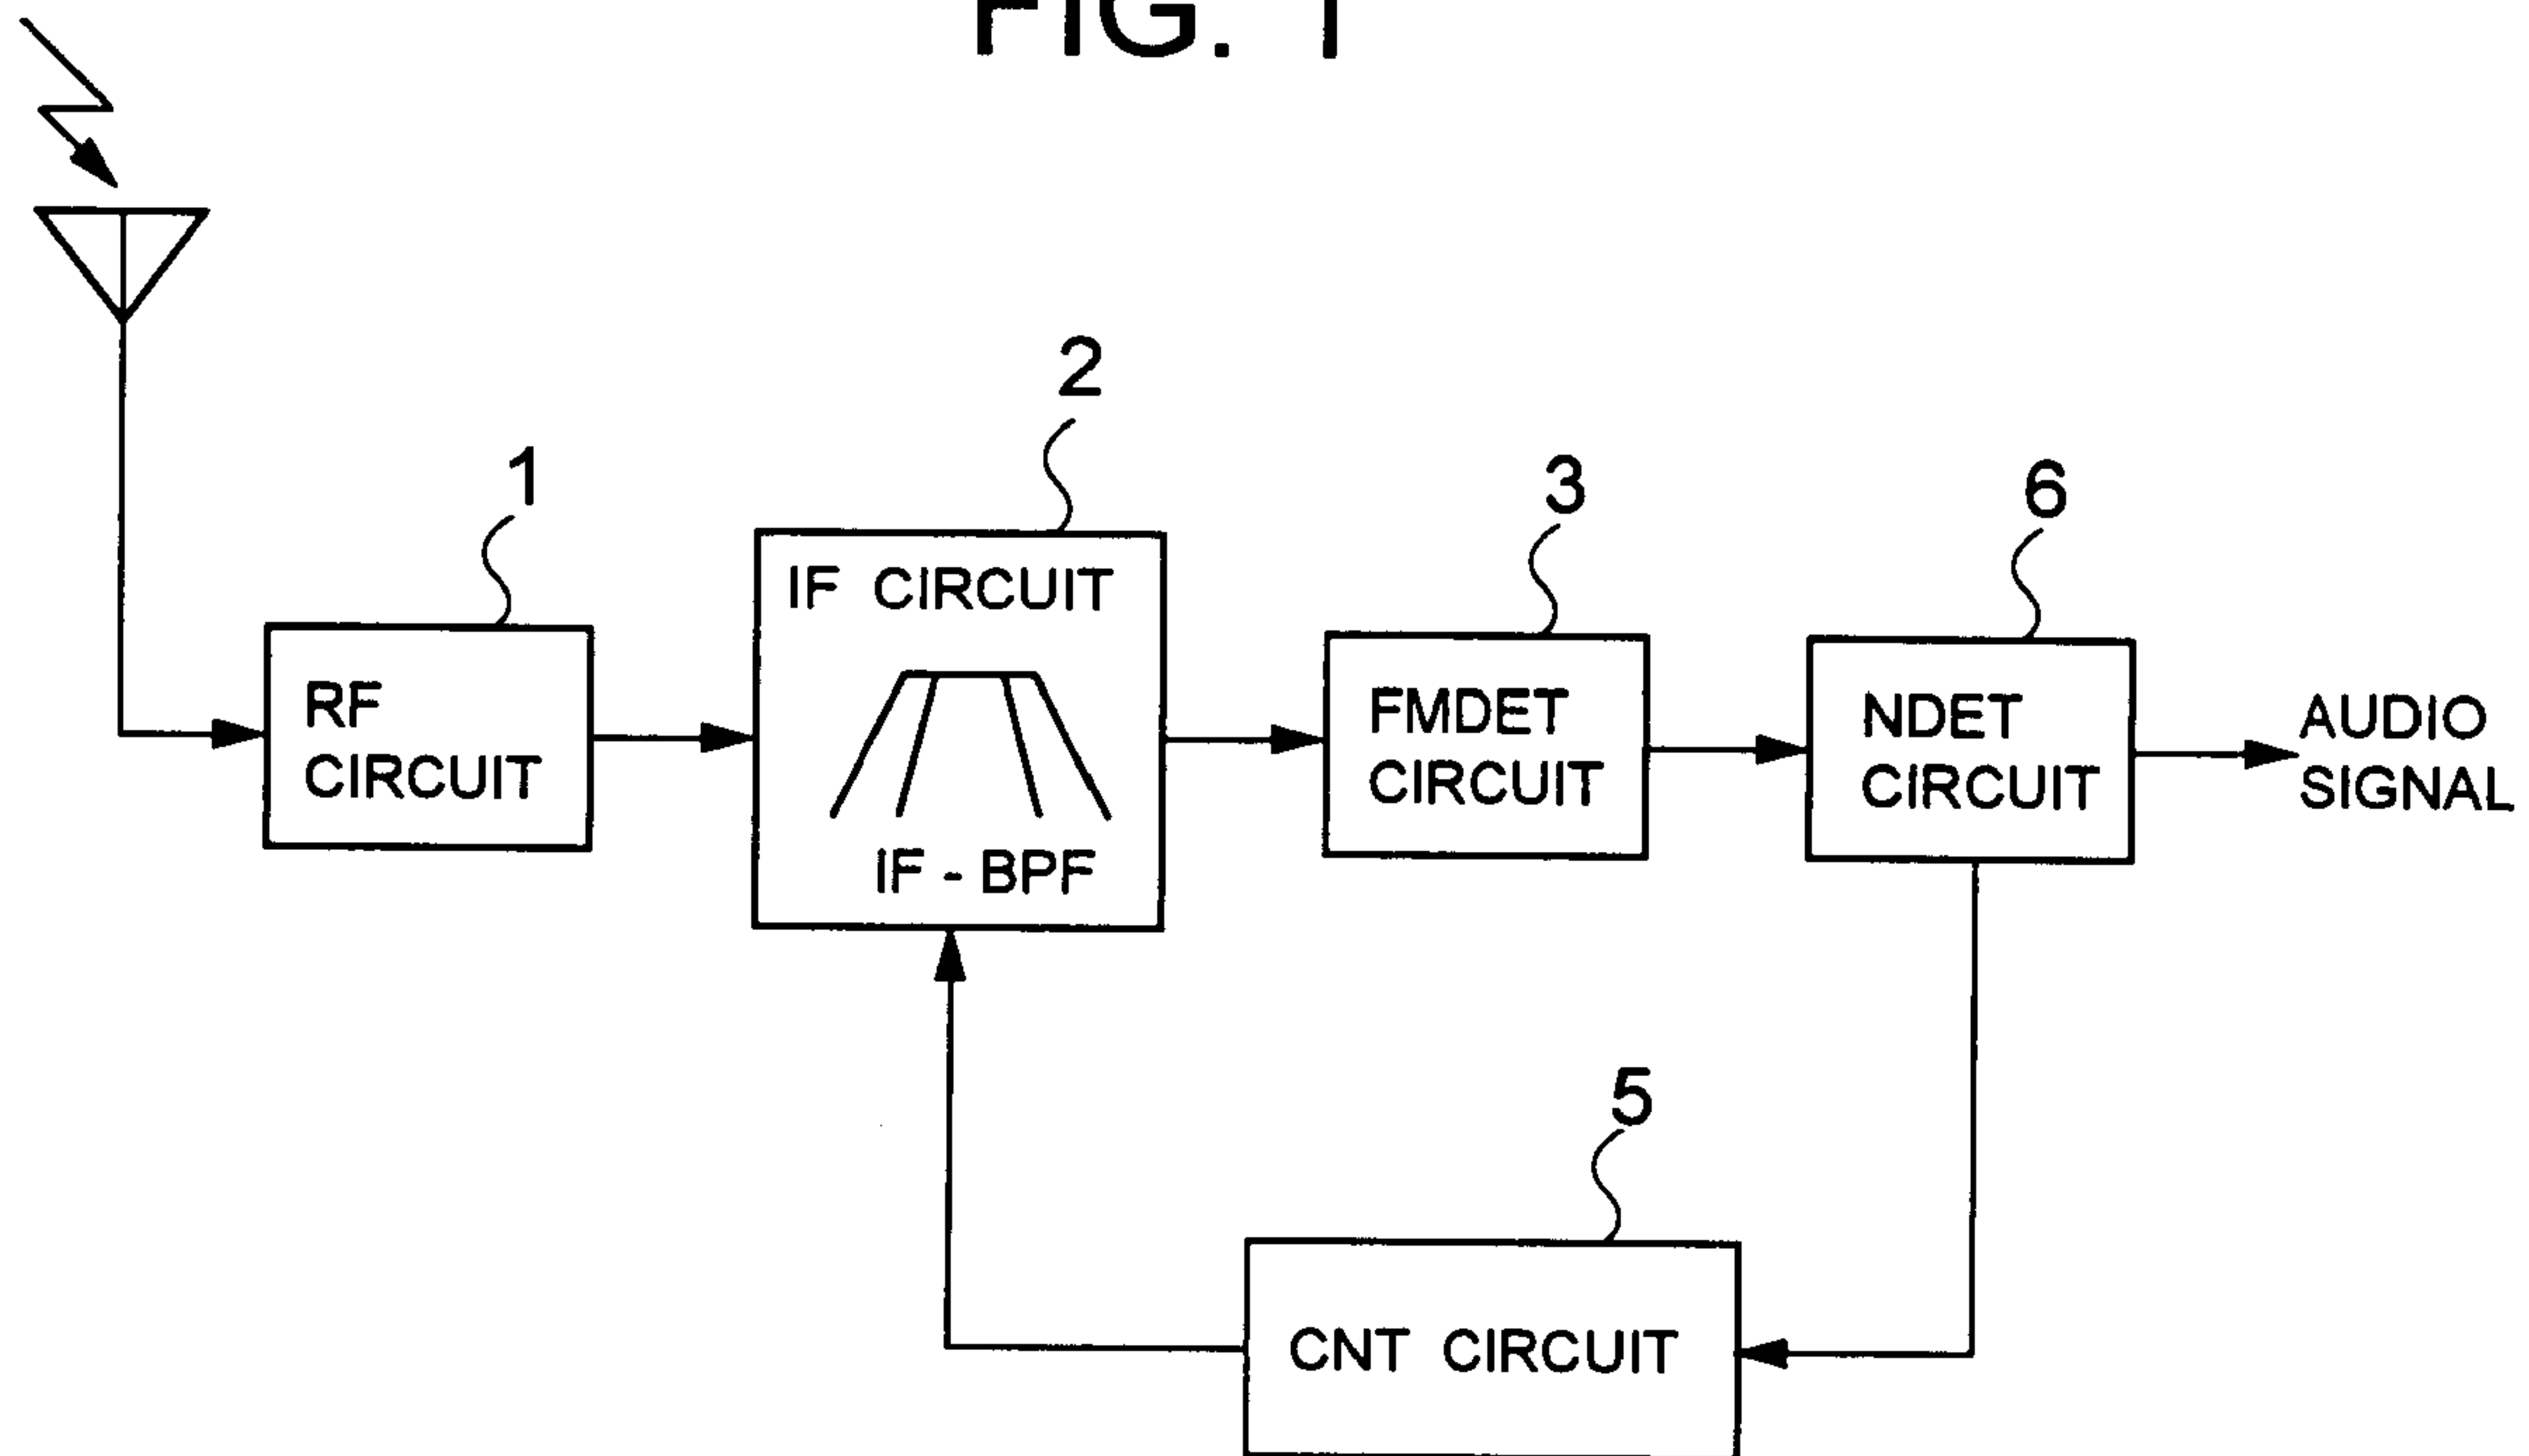 FIG. 1
2
1
3
6
IF CIRCUIT
RF
CIRCUIT
FMDET
CIRCUIT
NDET
CIRCUIT
AUDIO
SIGNAL
IF - BPF
5
CNT CIRCUIT